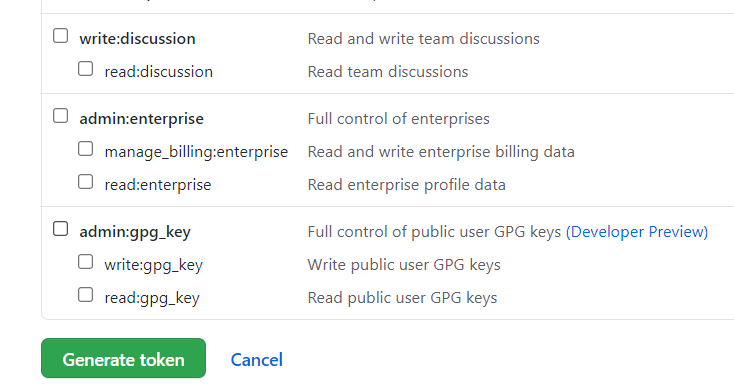 write:discussion Read and write team discussions
read:discussion Read team discussions
admin:enterprise Full control of enterprises
manage_billing:enterprise Read and write enterprise billing data
read:enterprise Read enterprise profile data
admin:gpg_key Full control of public user GPG keys (Developer Preview)
write:gpg_key Write public user GPG keys
read:gpg_key Read public user GPG keys
Generate token Cancel